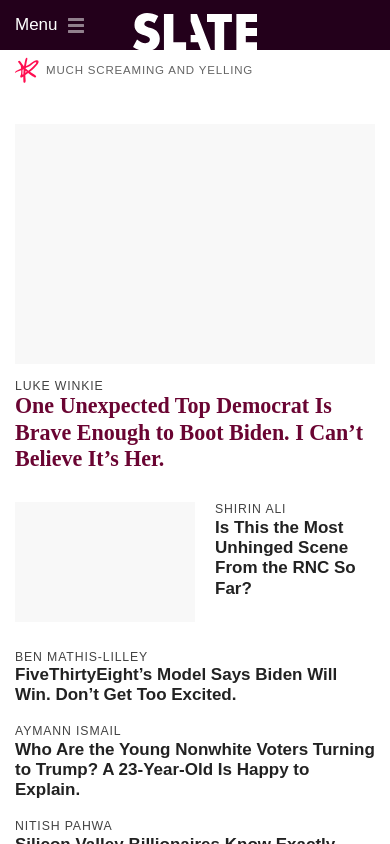 Menu
SLATE
MUCH SCREAMING AND YELLING
LUKE WINKIE
One Unexpected Top Democrat Is
Brave Enough to Boot Biden. I Can’t
Believe It’s Her.
SHIRIN ALI
Is This the Most
Unhinged Scene
From the RNC So
Far?
BEN MATHIS-LILLEY
FiveThirtyEight’s Model Says Biden Will
Win. Don’t Get Too Excited.
AYMANN ISMAIL
Who Are the Young Nonwhite Voters Turning
to Trump? A 23-Year-Old Is Happy to
Explain.
NITISH PAHWA
Silicon Valley Billionaires Know Exactly